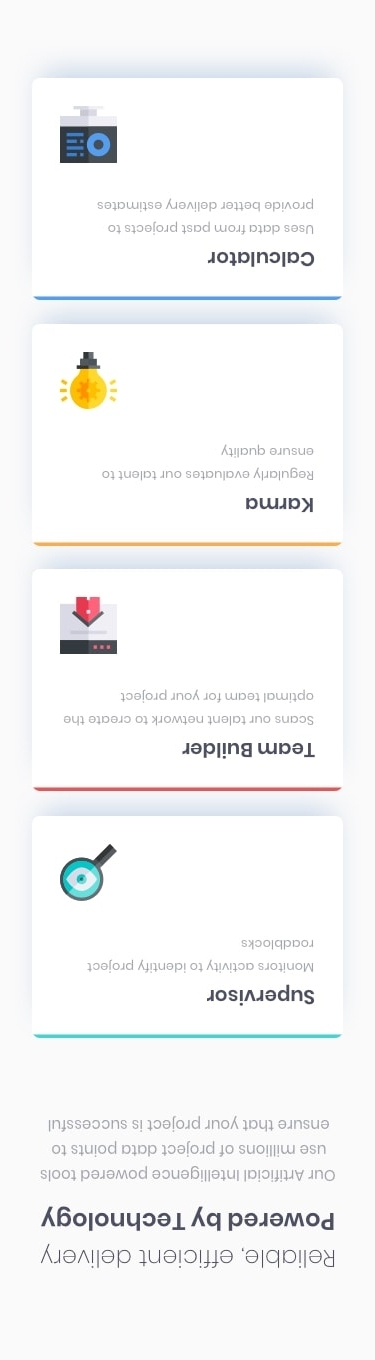 Reliable, efficient delivery
Powered by Technology
Our Artificial Intelligence powered tools
use millions of project data points to
ensure that your project is successful
Supervisor
Monitors activity to identify project
roadblocks
Team Builder
Scans our talent network to create the
optimal team for your project
Karma
Regularly evaluates our talent to
ensure quality
Calculator
Uses data from past projects to
provide better delivery estimates